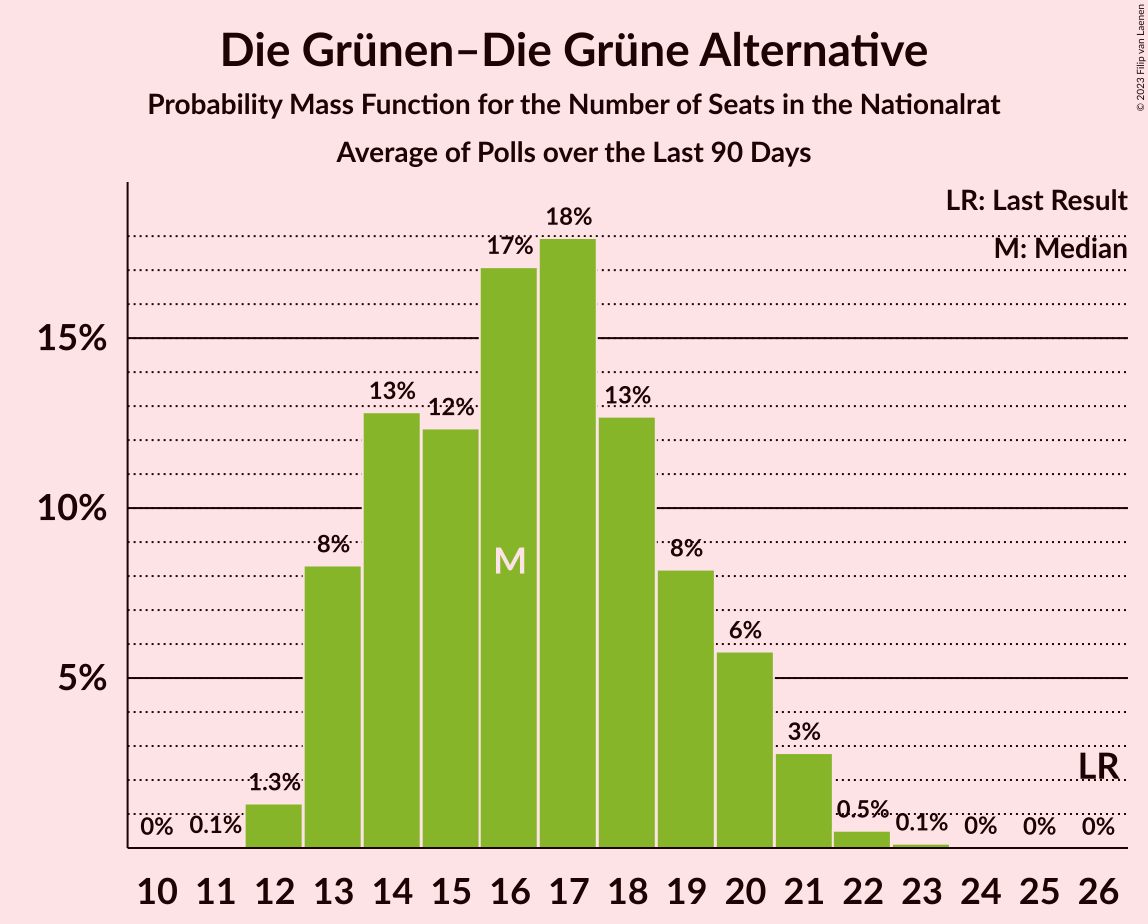 Die Grünen–Die Grüne Alternative
Probability Mass Function for the Number of Seats in the Nationalrat
Average of Polls over the Last 90 Days
© 2023 Filip van Laenen
LR: Last Result
M: Median
18%
17%
15%
13%
12%
13%
10%
8%
M
8%
6%
5%
3%
LR
1.3%
0%
0.1%
0.5%
0.1%
0%
0%
0%
10 11 12 13 14 15 16 17 18 19 20 21 22 23 24 25 26